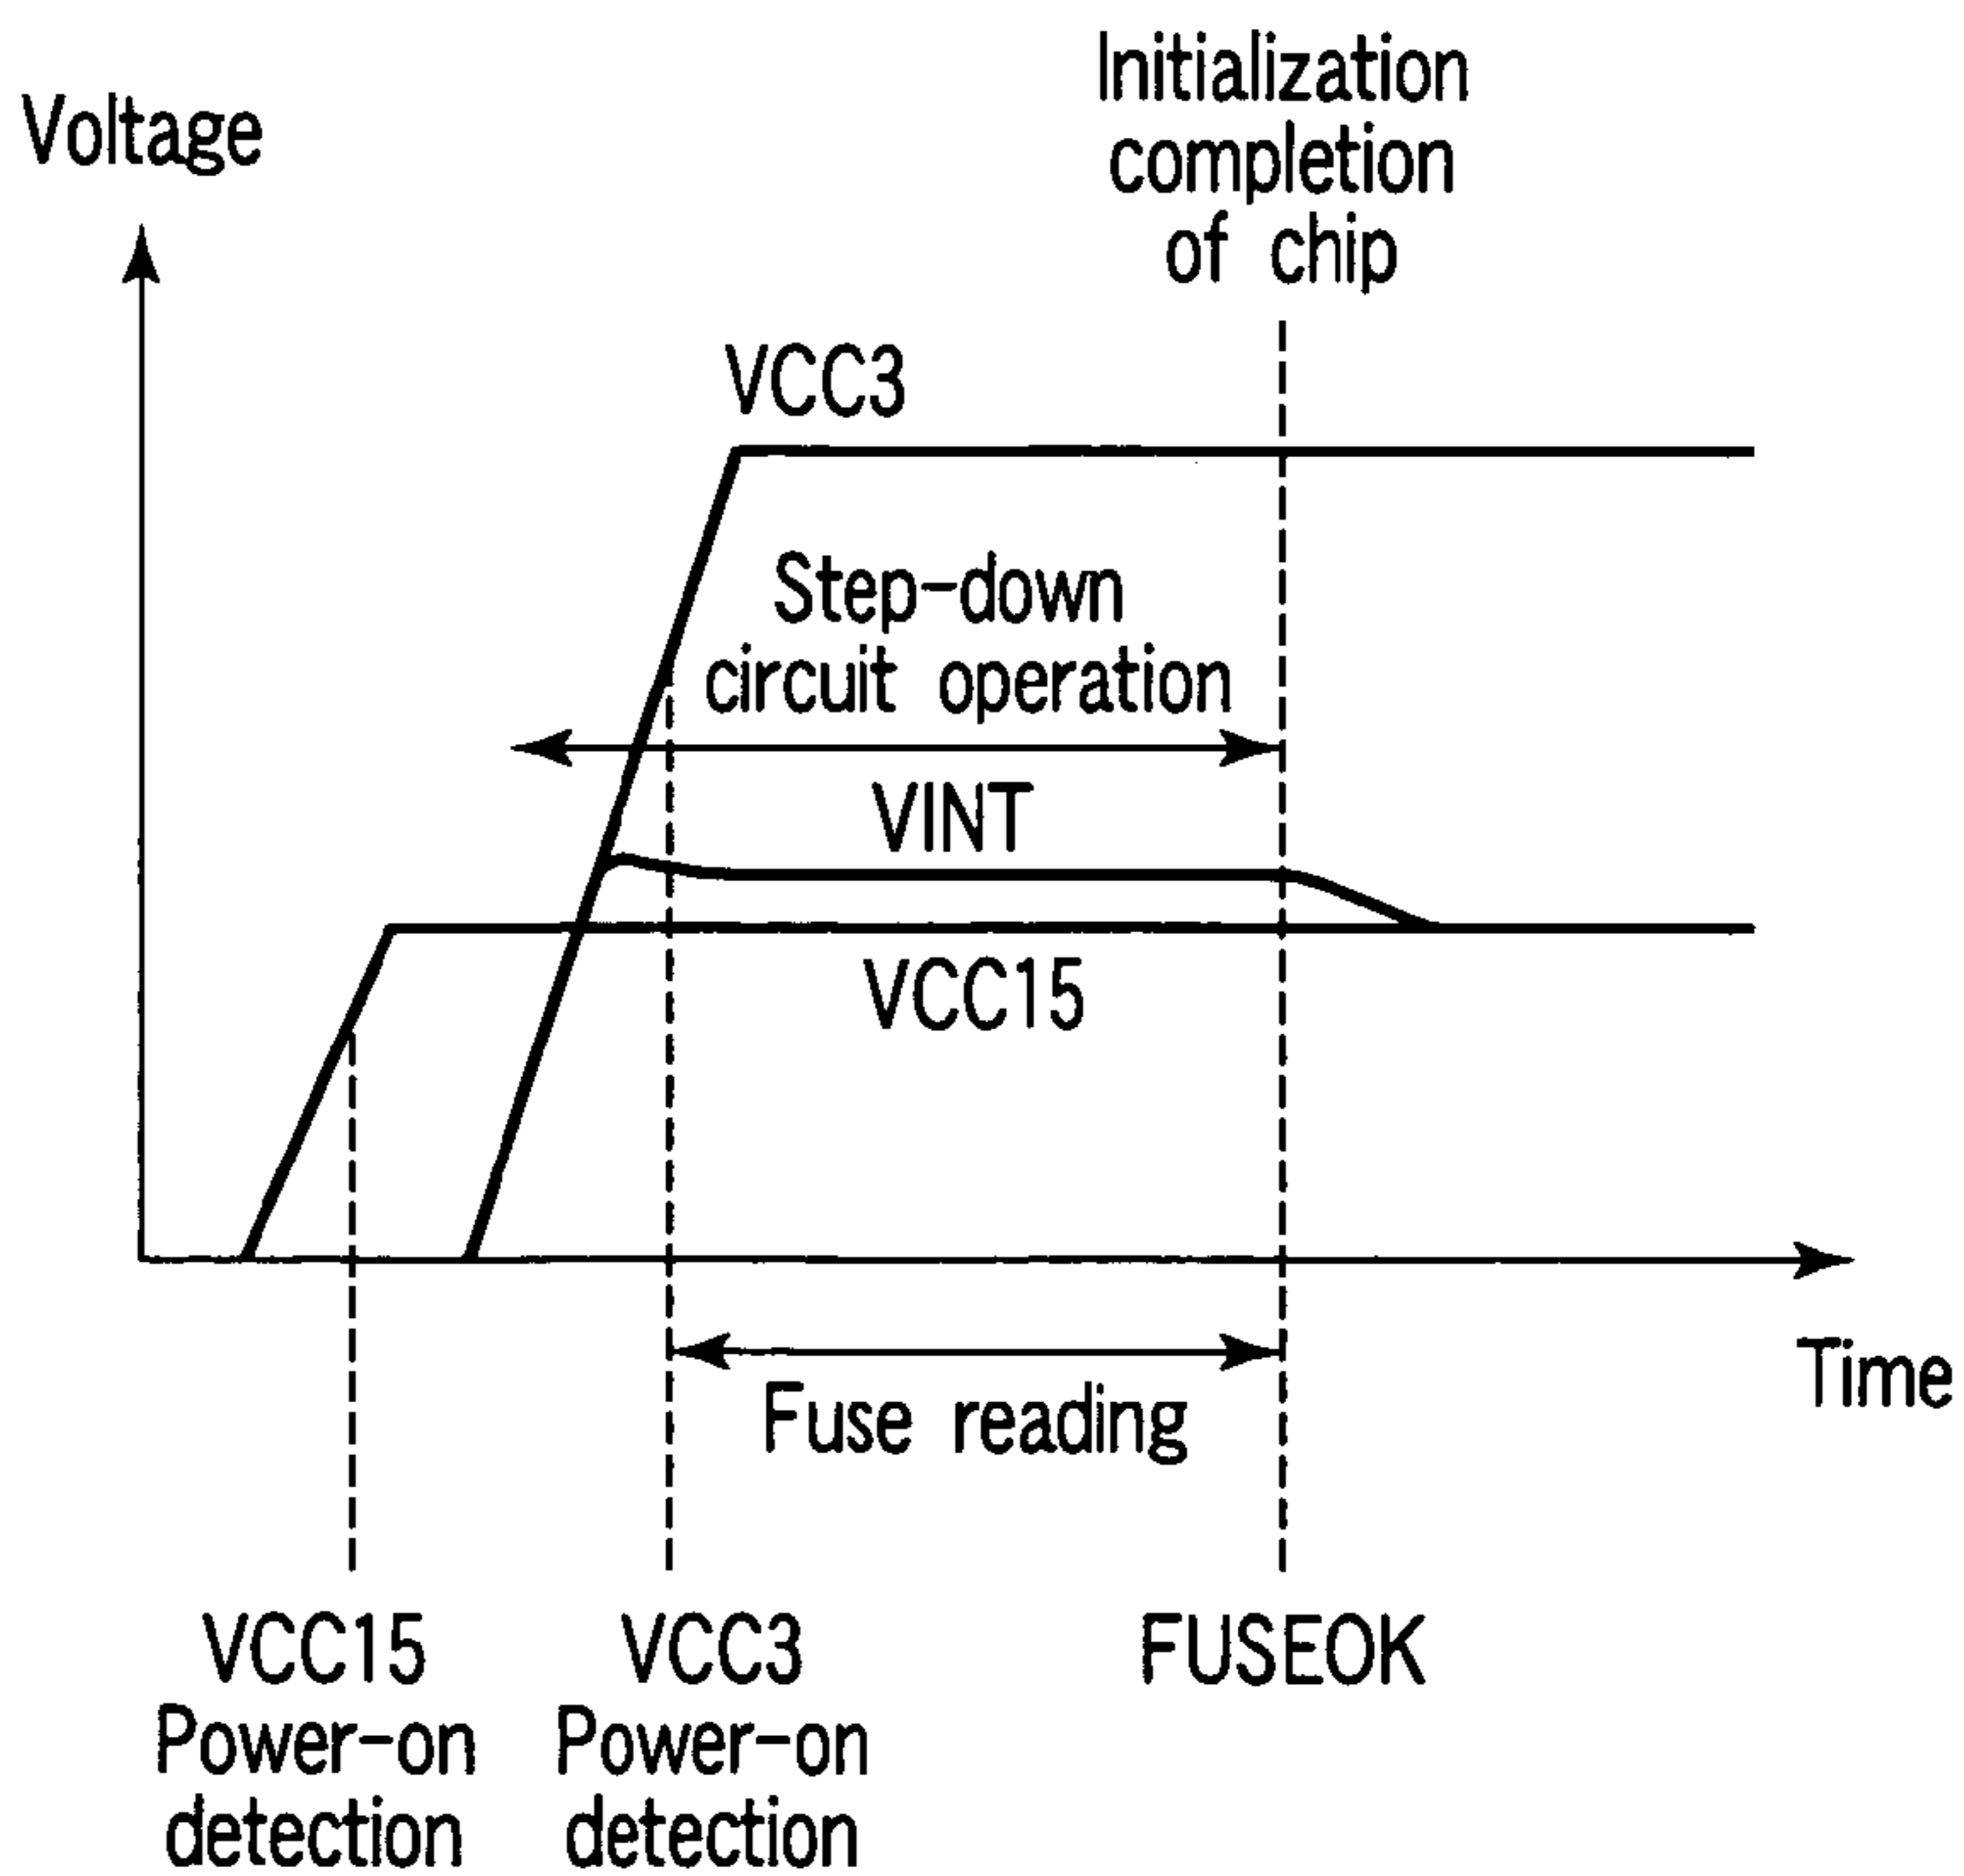 Voltage
Initialization
completion
of chip
VCC3
Step-down
circuit operation
VINT
VCC15
Time
Fuse reading
VCC15
Power-on
detection
VCC3
Power-on
detection
FUSEOK